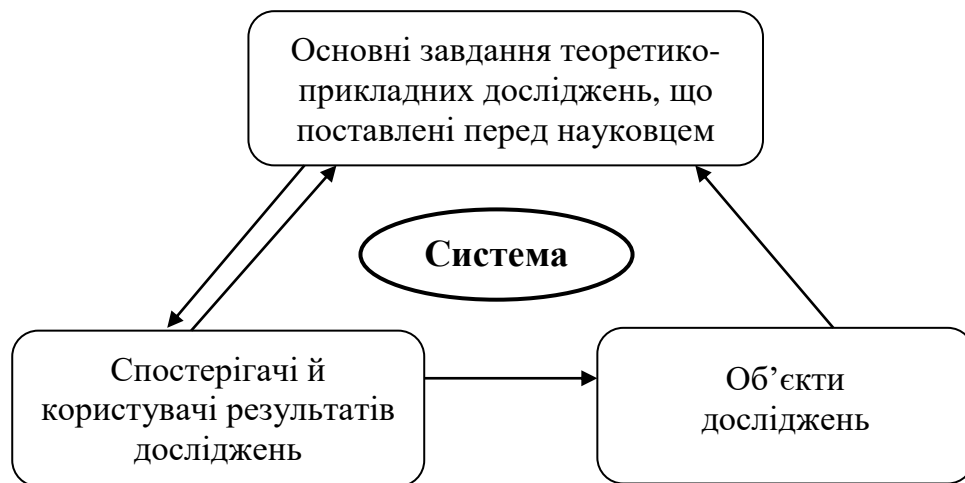 Основні завдання теоретико-
прикладних досліджень, що
поставлені перед науковцем
Система
Спостерігачі й
користувачі результатів
досліджень
Об’єкти
досліджень